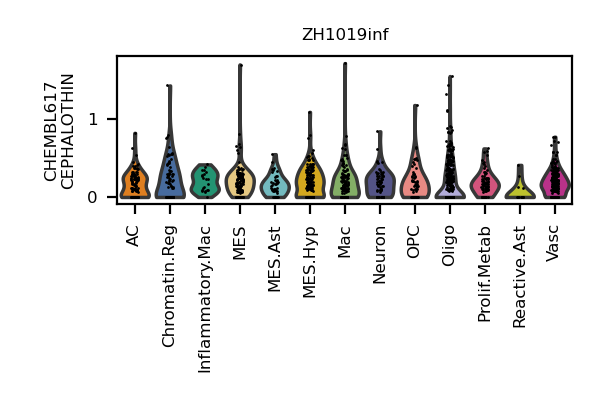 ZH1019inf
CHEMBL617
CEPHALOTHIN
1
0
AC
Chromatin.Reg
Inflammatory.Mac
MES
MES.Ast
MES.Hyp
Mac
Neuron
OPC
Oligo
Prolif.Metab
Reactive.Ast
Vasc